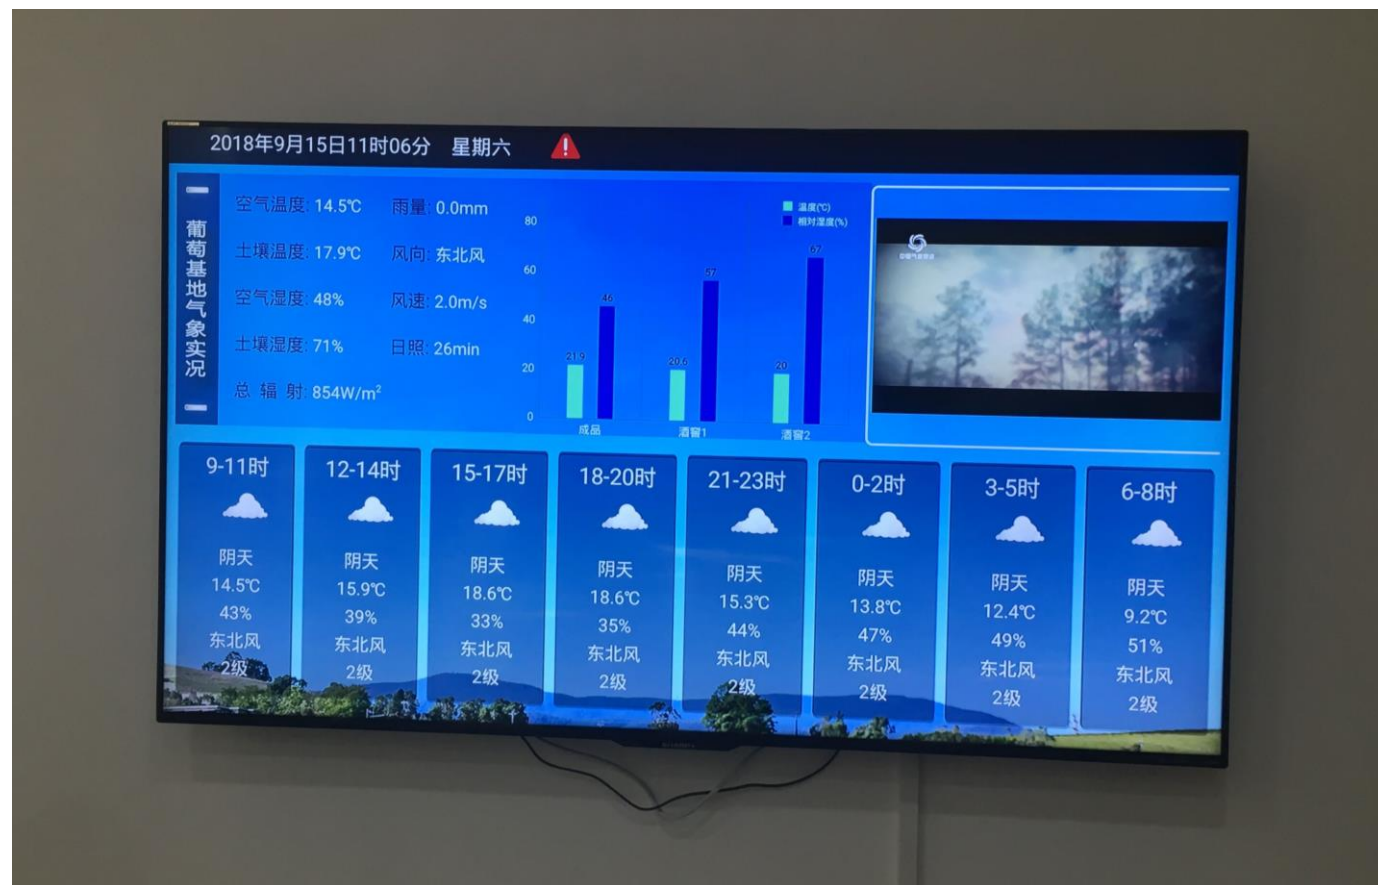 2018年9月15日11时06分 星期六
葡萄基地气象实况
空气温度: 14.5℃ 雨量: 0.0mm
土壤温度: 17.9℃ 风向: 东北风
空气湿度: 48% 风速: 2.0m/s
土壤湿度: 71% 日照: 26min
总 辐 射: 854W/m²
温度(℃)
相对湿度(%)
80
60
40
20
0
21.9
46
20.6
57
20
67
成品
酒窖1
酒窖2
9-11时
阴天
14.5℃
43%
东北风
2级
12-14时
阴天
15.9℃
39%
东北风
2级
15-17时
阴天
18.6℃
33%
东北风
2级
18-20时
阴天
18.6℃
35%
东北风
2级
21-23时
阴天
15.3℃
44%
东北风
2级
0-2时
阴天
13.8℃
47%
东北风
2级
3-5时
阴天
12.4℃
49%
东北风
2级
6-8时
阴天
9.2℃
51%
东北风
2级